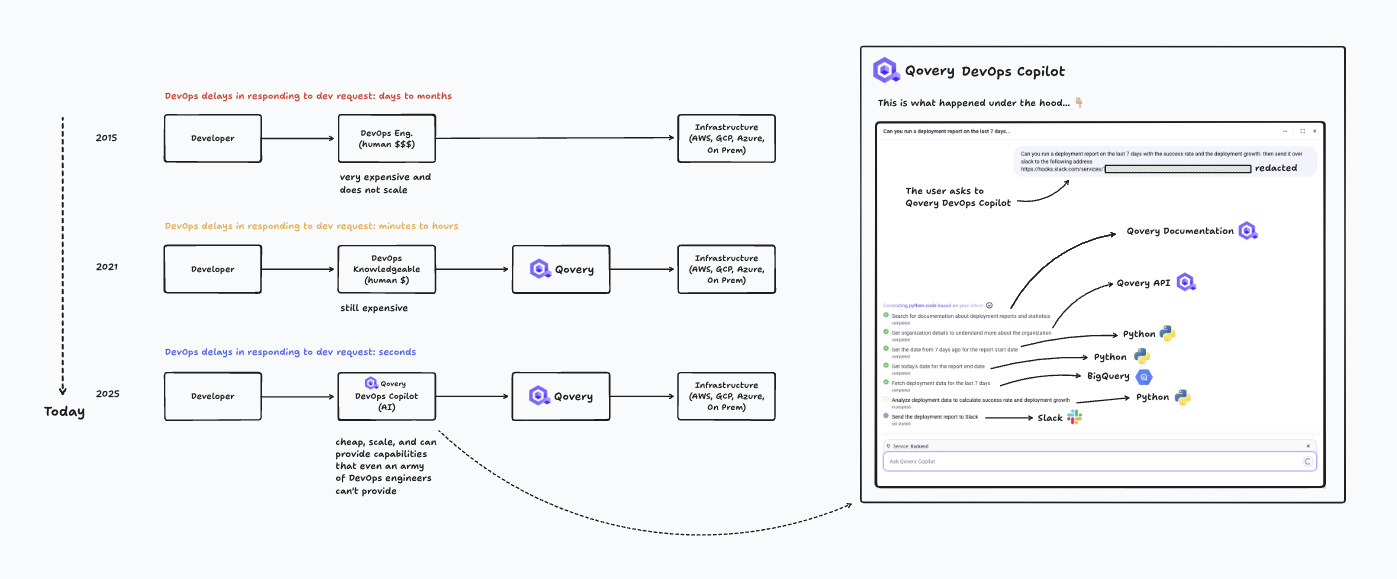 DevOps delays in responding to dev request: days to months
2015
Developer
DevOps Eng.
(human $$$)
Infrastructure
(AWS, GCP, Azure,
On Prem)
very expensive and
does not scale
DevOps delays in responding to dev request: minutes to hours
2021
Developer
DevOps
Knowledgeable
(human $)
Qovery
Infrastructure
(AWS, GCP, Azure,
On Prem)
still expensive
DevOps delays in responding to dev request: seconds
2025
Today
Developer
Qovery
DevOps Copilot
(AI)
Qovery
Infrastructure
(AWS, GCP, Azure,
On Prem)
cheap, scale, and can
provide capabilities
that even an army
of DevOps engineers
can't provide
Qovery DevOps Copilot
This is what happened under the hood... 👇🏼
Can you run a deployment report on the last 7 days...
Can you run a deployment report on the last 7 days with the success rate and the deployment growth, then send it over
slack to the following address
https://hooks.slack.com/services/ redacted
The user asks to
Qovery DevOps Copilot
Qovery Documentation
Qovery API
Generating python code based on your intent
Search for documentation about deployment reports and statistics
completed
Get organization details to understand more about the organization
completed
Get the date from 7 days ago for the report start date
completed
Python
Get today's date for the report end date
completed
Python
Fetch deployment data for the last 7 days
completed
BigQuery
Analyze deployment data to calculate success rate and deployment growth
in progress
Python
Send the deployment report to Slack
not started
Slack
Service Backend
Ask Qovery Copilot